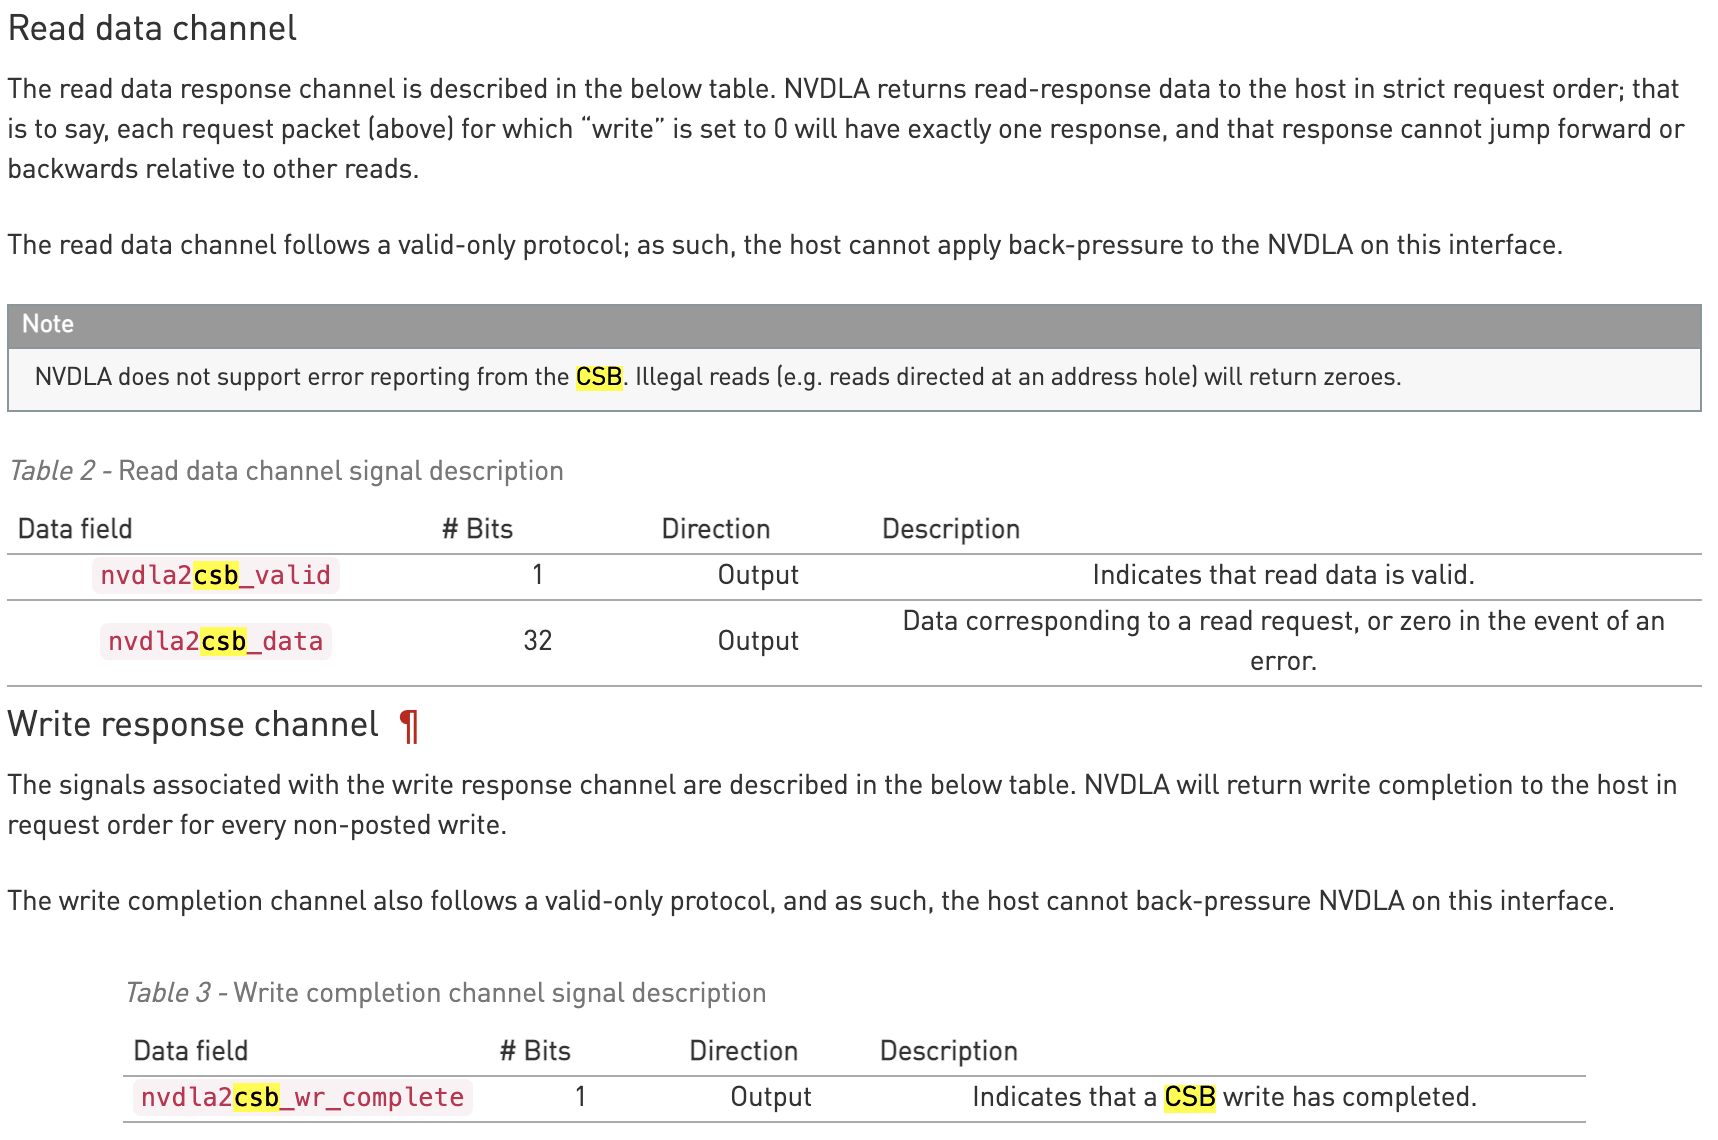 Read data channel
The read data response channel is described in the below table. NVDLA returns read-response data to the host in strict request order; that
is to say, each request packet (above) for which “write” is set to 0 will have exactly one response, and that response cannot jump forward or
backwards relative to other reads.
The read data channel follows a valid-only protocol; as such, the host cannot apply back-pressure to the NVDLA on this interface.
Note
NVDLA does not support error reporting from the CSB. Illegal reads (e.g. reads directed at an address hole) will return zeroes.
Table 2 - Read data channel signal description
Data field # Bits Direction Description
nvdla2csb_valid 1 Output Indicates that read data is valid.
nvdla2csb_data 32 Output Data corresponding to a read request, or zero in the event of an
error.
Write response channel ¶
The signals associated with the write response channel are described in the below table. NVDLA will return write completion to the host in
request order for every non-posted write.
The write completion channel also follows a valid-only protocol, and as such, the host cannot back-pressure NVDLA on this interface.
Table 3 - Write completion channel signal description
Data field # Bits Direction Description
nvdla2csb_wr_complete 1 Output Indicates that a CSB write has completed.